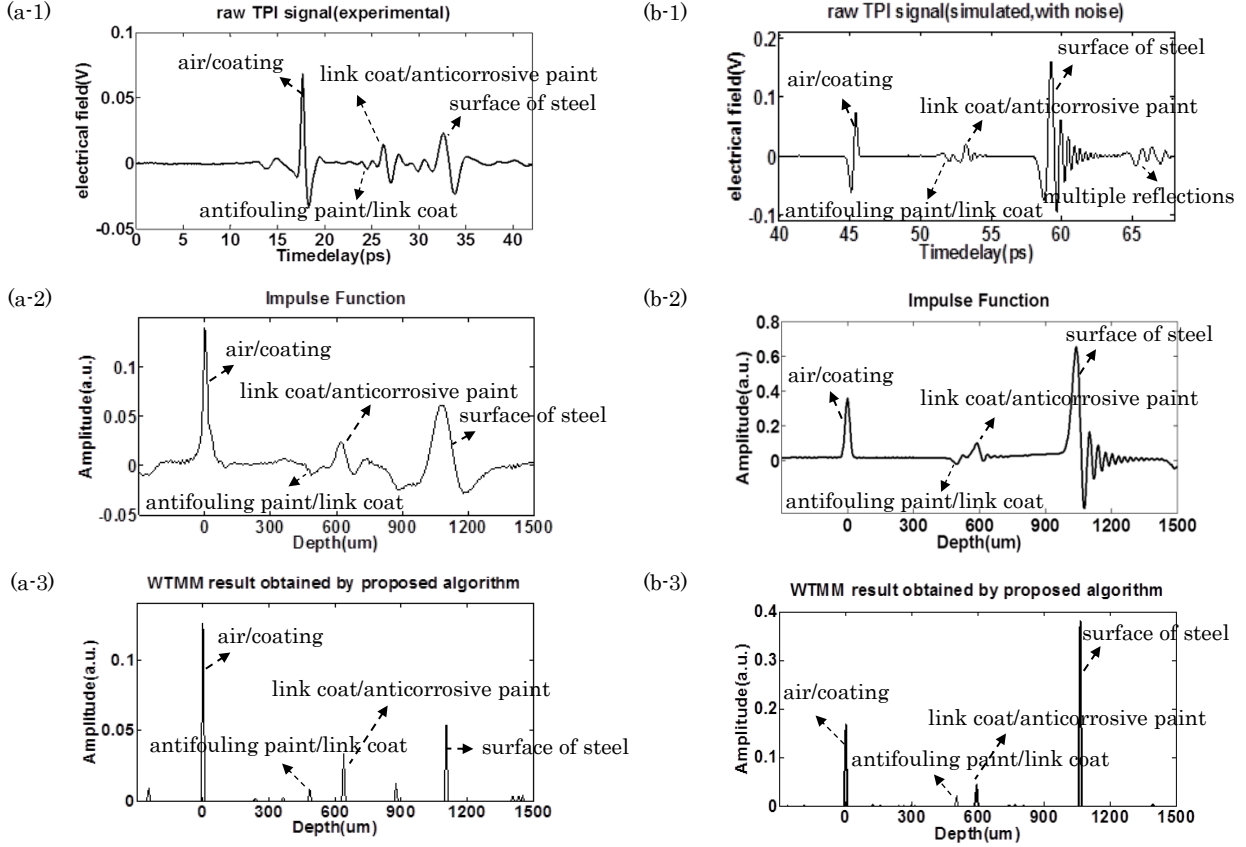 (a-1)
raw TPI signal(experimental)
electrical field(V)
0.1
0.05
0
-0.05
air/coating
link coat/anticorrosive paint
surface of steel
antifouling paint/link coat
0 5 10 15 20 25 30 35 40
Timedelay(ps)
(b-1)
raw TPI signal(simulated,with noise)
electrical field(V)
0.2
0.1
0
-0.1
surface of steel
air/coating
link coat/anticorrosive paint
antifouling paint/link coat
multiple reflections
40 45 50 55 60 65
Timedelay(ps)
(a-2)
Impulse Function
Amplitude(a.u.)
0.1
0.05
0
-0.05
air/coating
link coat/anticorrosive paint
surface of steel
antifouling paint/link coat
0 300 600 900 1200 1500
Depth(um)
(b-2)
Impulse Function
Amplitude(a.u.)
0.8
0.6
0.4
0.2
0
surface of steel
air/coating
link coat/anticorrosive paint
antifouling paint/link coat
0 300 600 900 1200 1500
Depth(um)
(a-3)
WTMM result obtained by proposed algorithm
Amplitude(a.u.)
0.1
0.05
0
air/coating
link coat/anticorrosive paint
antifouling paint/link coat
surface of steel
0 300 600 900 1200 1500
Depth(um)
(b-3)
WTMM result obtained by proposed algorithm
Amplitude(a.u.)
0.4
0.3
0.2
0.1
0
surface of steel
air/coating
link coat/anticorrosive paint
antifouling paint/link coat
0 300 600 900 1200 1500
Depth(um)